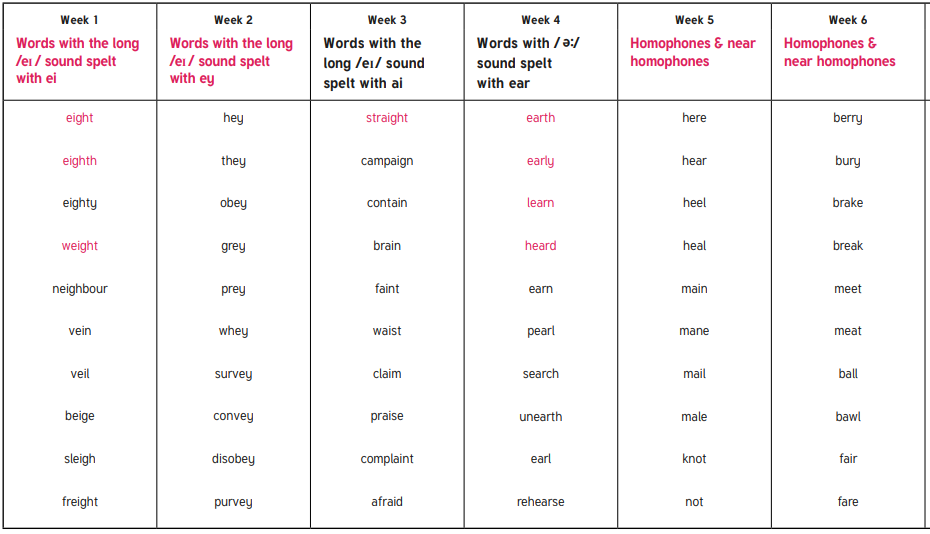 Week 1 Week 2 Week 3 Week 4 Week 5 Week 6
Words with the long Words with the long Words with the Words with /ə:/ Homophones & near Homophones &
/eɪ/ sound spelt /eɪ/ sound spelt long /eɪ/ sound sound spelt homophones near homophones
with ei with ey spelt with ai with ear
eight hey straight earth here berry
eighth they campaign early hear bury
eighty obey contain learn heel brake
weight grey brain heard heal break
neighbour prey faint earn main meet
vein whey waist pearl mane meat
veil survey claim search mail ball
beige convey praise unearth male bawl
sleigh disobey complaint earl knot fair
freight purvey afraid rehearse not fare